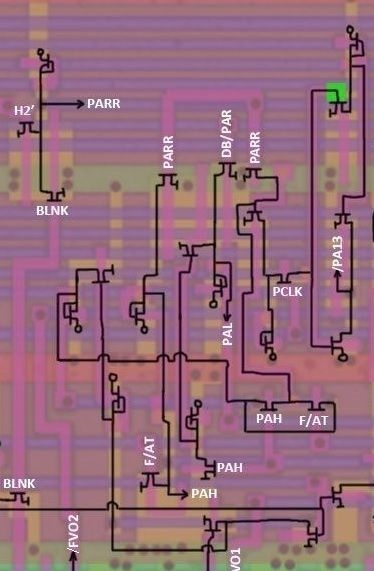 H2'
PARR
BLNK
PARR
DB/PAR
PARR
/PA13
PCLK
PAL
PAH
F/AT
F/AT
PAH
PAH
BLNK
/FVO2
VO1